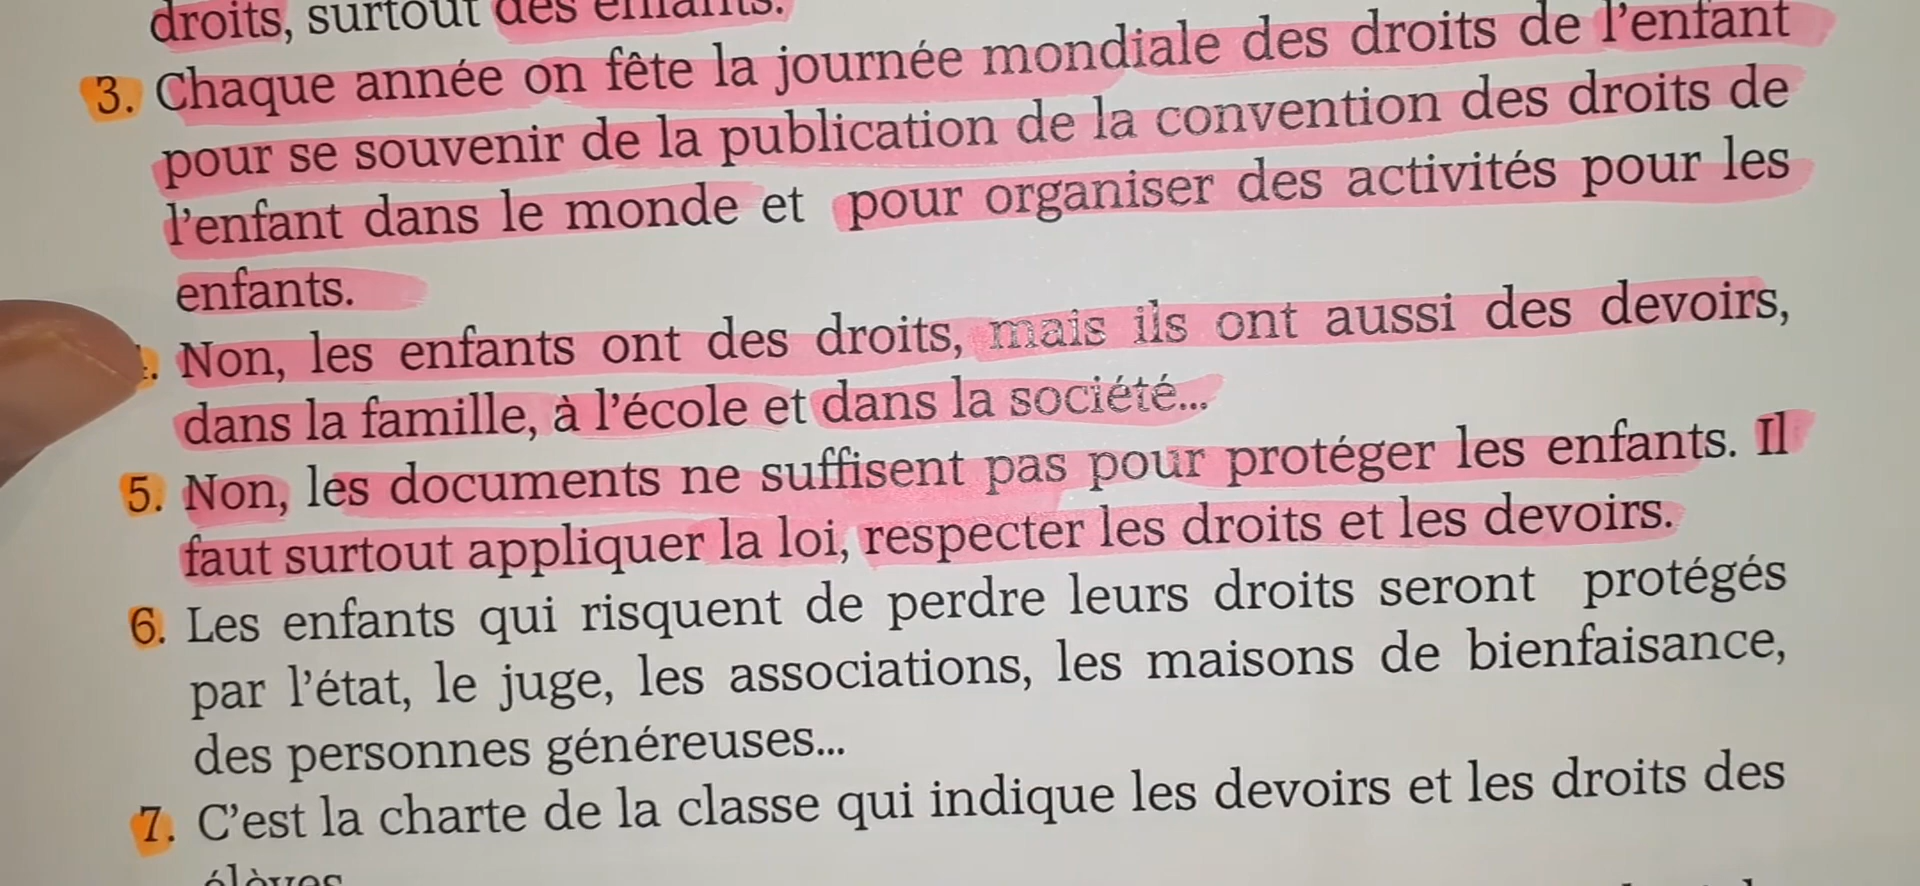 droits, surtout des enfants.
3. Chaque année on fête la journée mondiale des droits de l'enfant
pour se souvenir de la publication de la convention des droits de
l'enfant dans le monde et pour organiser des activités pour les
enfants.
. Non, les enfants ont des droits, mais ils ont aussi des devoirs,
dans la famille, à l'école et dans la société...
5. Non, les documents ne suffisent pas pour protéger les enfants. Il
faut surtout appliquer la loi, respecter les droits et les devoirs.
6. Les enfants qui risquent de perdre leurs droits seront protégés
par l'état, le juge, les associations, les maisons de bienfaisance,
des personnes généreuses...
7. C'est la charte de la classe qui indique les devoirs et les droits des
élèves